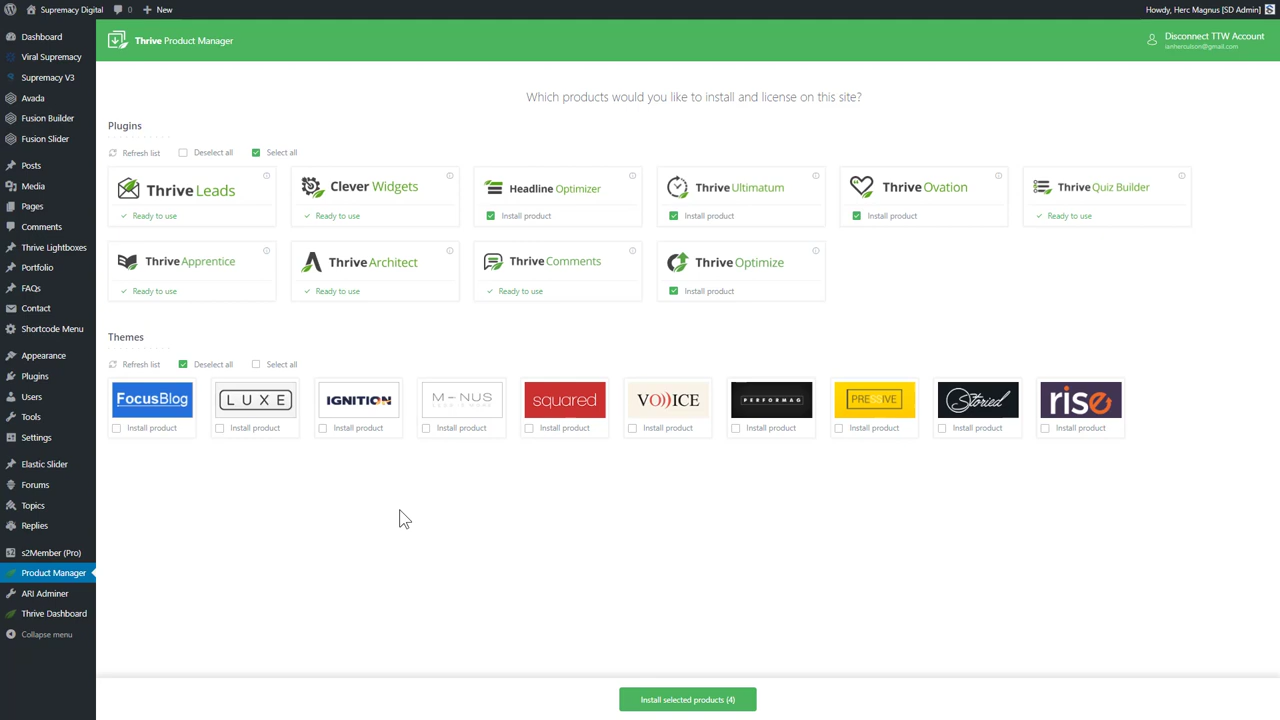 Supremacy Digital 0 New Howdy, Herc Magnus [SD Admin]
Dashboard
Viral Supremacy
Supremacy V3
Avada
Fusion Builder
Fusion Slider
Posts
Media
Pages
Comments
Thrive Lightboxes
Portfolio
FAQs
Contact
Shortcode Menu
Appearance
Plugins
Users
Tools
Settings
Elastic Slider
Forums
Topics
Replies
s2Member (Pro)
Product Manager
ARI Adminer
Thrive Dashboard
Collapse menu
Thrive Product Manager
Disconnect TTW Account
ianherculson@gmail.com
Which products would you like to install and license on this site?
Plugins
Refresh list Deselect all Select all
Thrive Leads
Ready to use
Clever Widgets
Ready to use
Headline Optimizer
Install product
Thrive Ultimatum
Install product
Thrive Ovation
Install product
Thrive Quiz Builder
Ready to use
Thrive Apprentice
Ready to use
Thrive Architect
Ready to use
Thrive Comments
Ready to use
Thrive Optimize
Install product
Themes
Refresh list Deselect all Select all
FocusBlog
Install product
LUXE
Install product
IGNITION
Install product
Install product
squared
Install product
VOICE
Install product
PERFORMAG
Install product
PRESSIVE
Install product
Storied
Install product
rise
Install product
Install selected products (4)